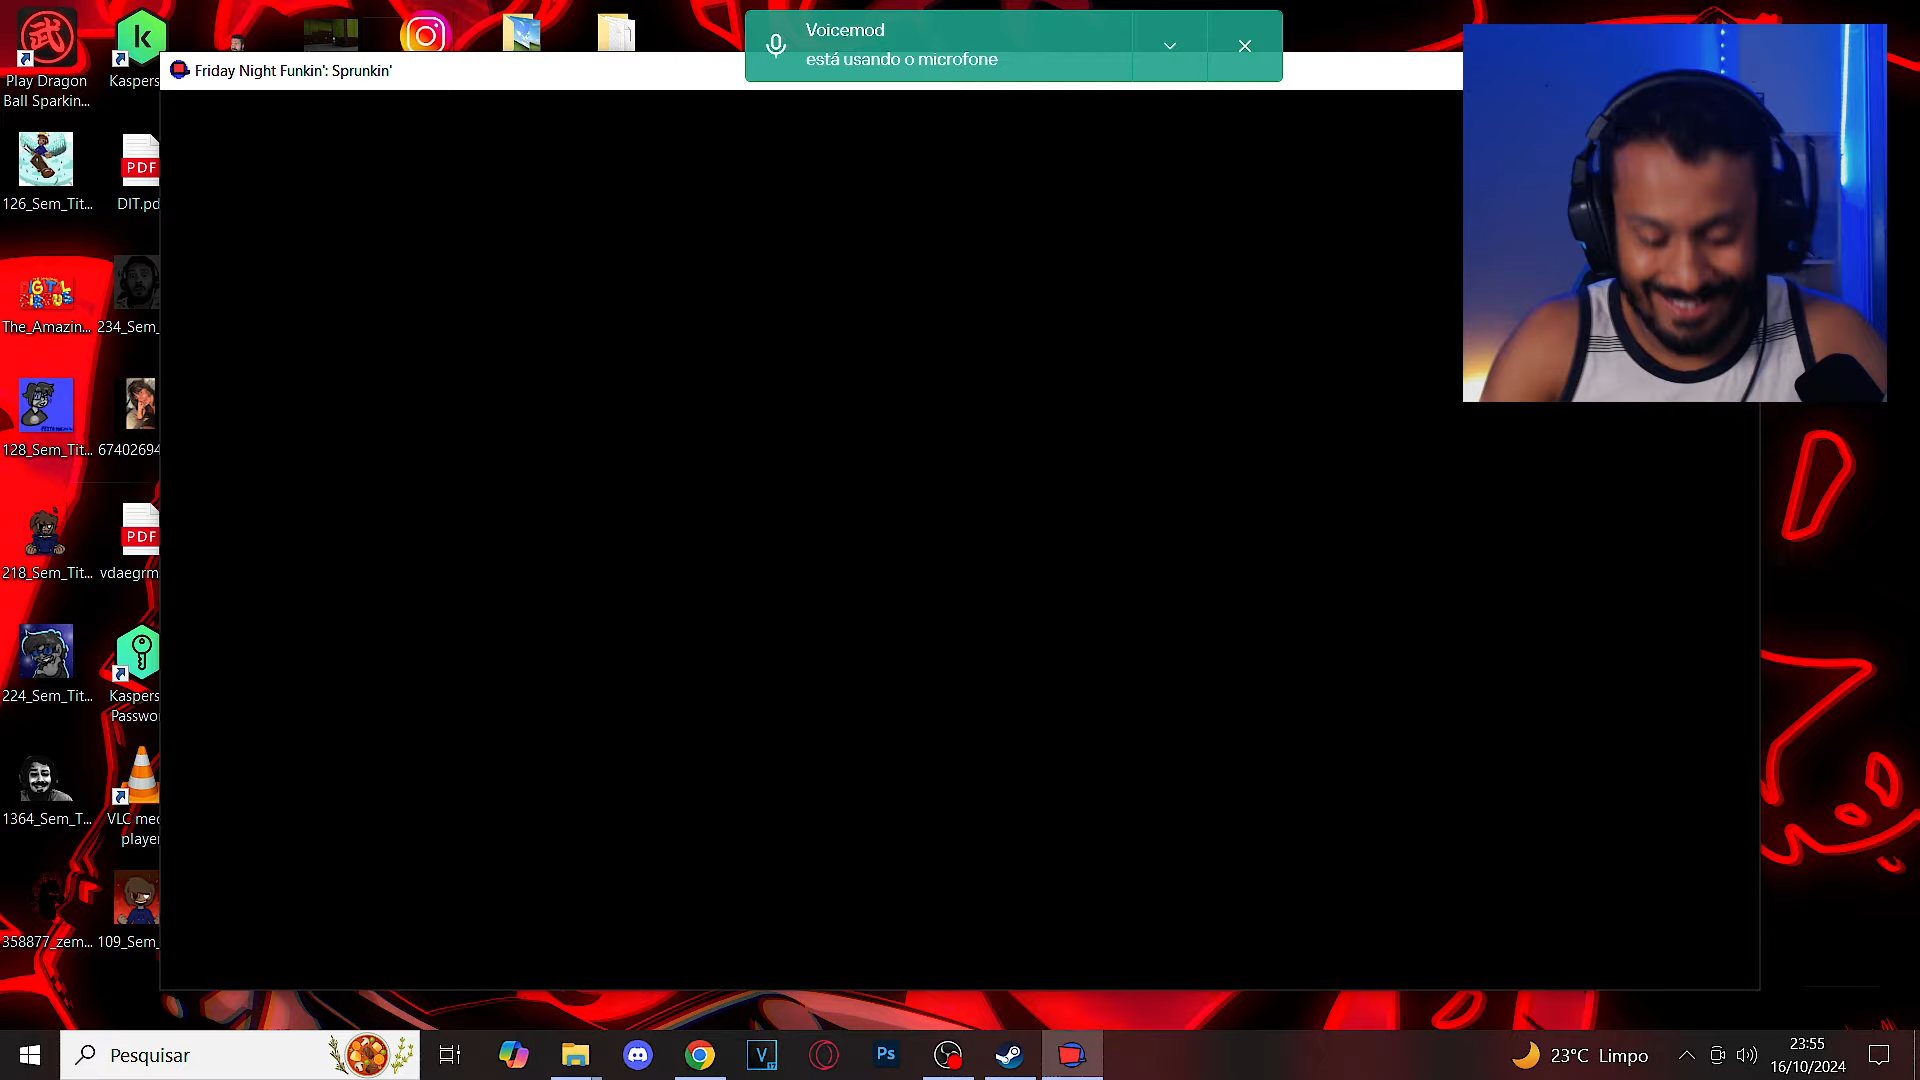 Voicemod
está usando o microfone
Friday Night Funkin': Sprunkin'
Play Dragon
Ball Sparkin...
Kaspers
126_Sem_Tit...
PDF
DIT.pd
The_Amazin...
234_Sem_
128_Sem_Tit...
67402694
218_Sem_Tit...
PDF
vdaegrm
224_Sem_Tit...
Kaspers
Passwo
1364_Sem_T...
VLC med
player
358877_zem...
109_Sem_
Pesquisar
Ps
23°C Limpo
23:55
16/10/2024